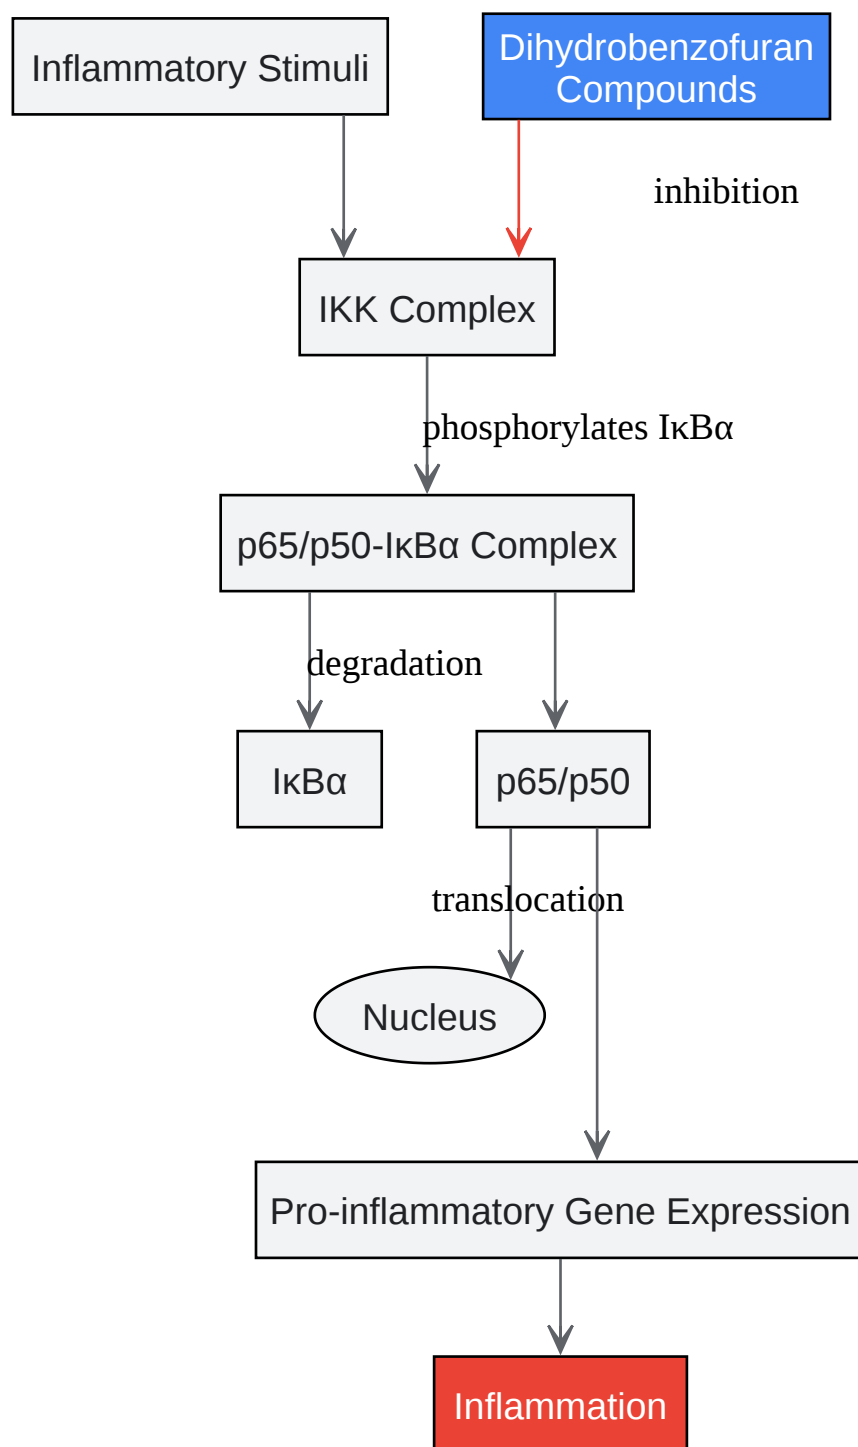 Inflammatory Stimuli
Dihydrobenzofuran
Compounds
inhibition
IKK Complex
phosphorylates IκBα
p65/p50-IκBα Complex
degradation
IκBα
p65/p50
translocation
Nucleus
Pro-inflammatory Gene Expression
Inflammation